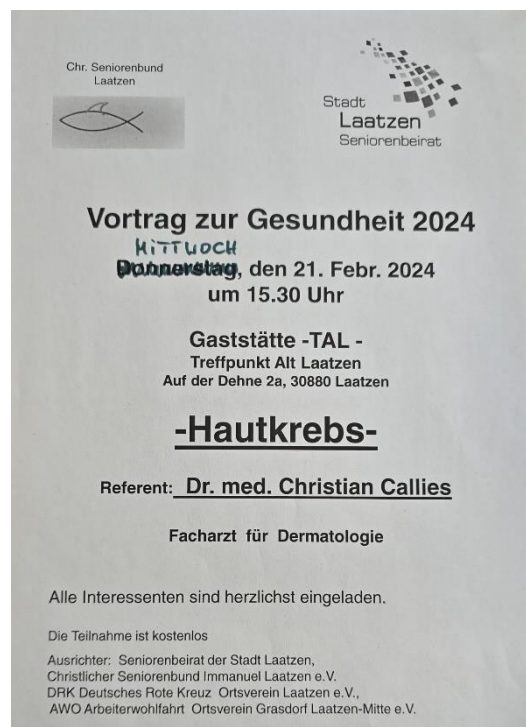 Chr. Seniorenbund
Laatzen
Stadt
Laatzen
Seniorenbeirat
Vortrag zur Gesundheit 2024
MITTWOCH
Donnerstag, den 21. Febr. 2024
um 15.30 Uhr
Gaststätte -TAL -
Treffpunkt Alt Laatzen
Auf der Dehne 2a, 30880 Laatzen
-Hautkrebs-
Referent: Dr. med. Christian Callies
Facharzt für Dermatologie
Alle Interessenten sind herzlichst eingeladen.
Die Teilnahme ist kostenlos
Ausrichter: Seniorenbeirat der Stadt Laatzen,
Christlicher Seniorenbund Immanuel Laatzen e.V.
DRK Deutsches Rote Kreuz Ortsverein Laatzen e.V.,
AWO Arbeiterwohlfahrt Ortsverein Grasdorf Laatzen-Mitte e.V.